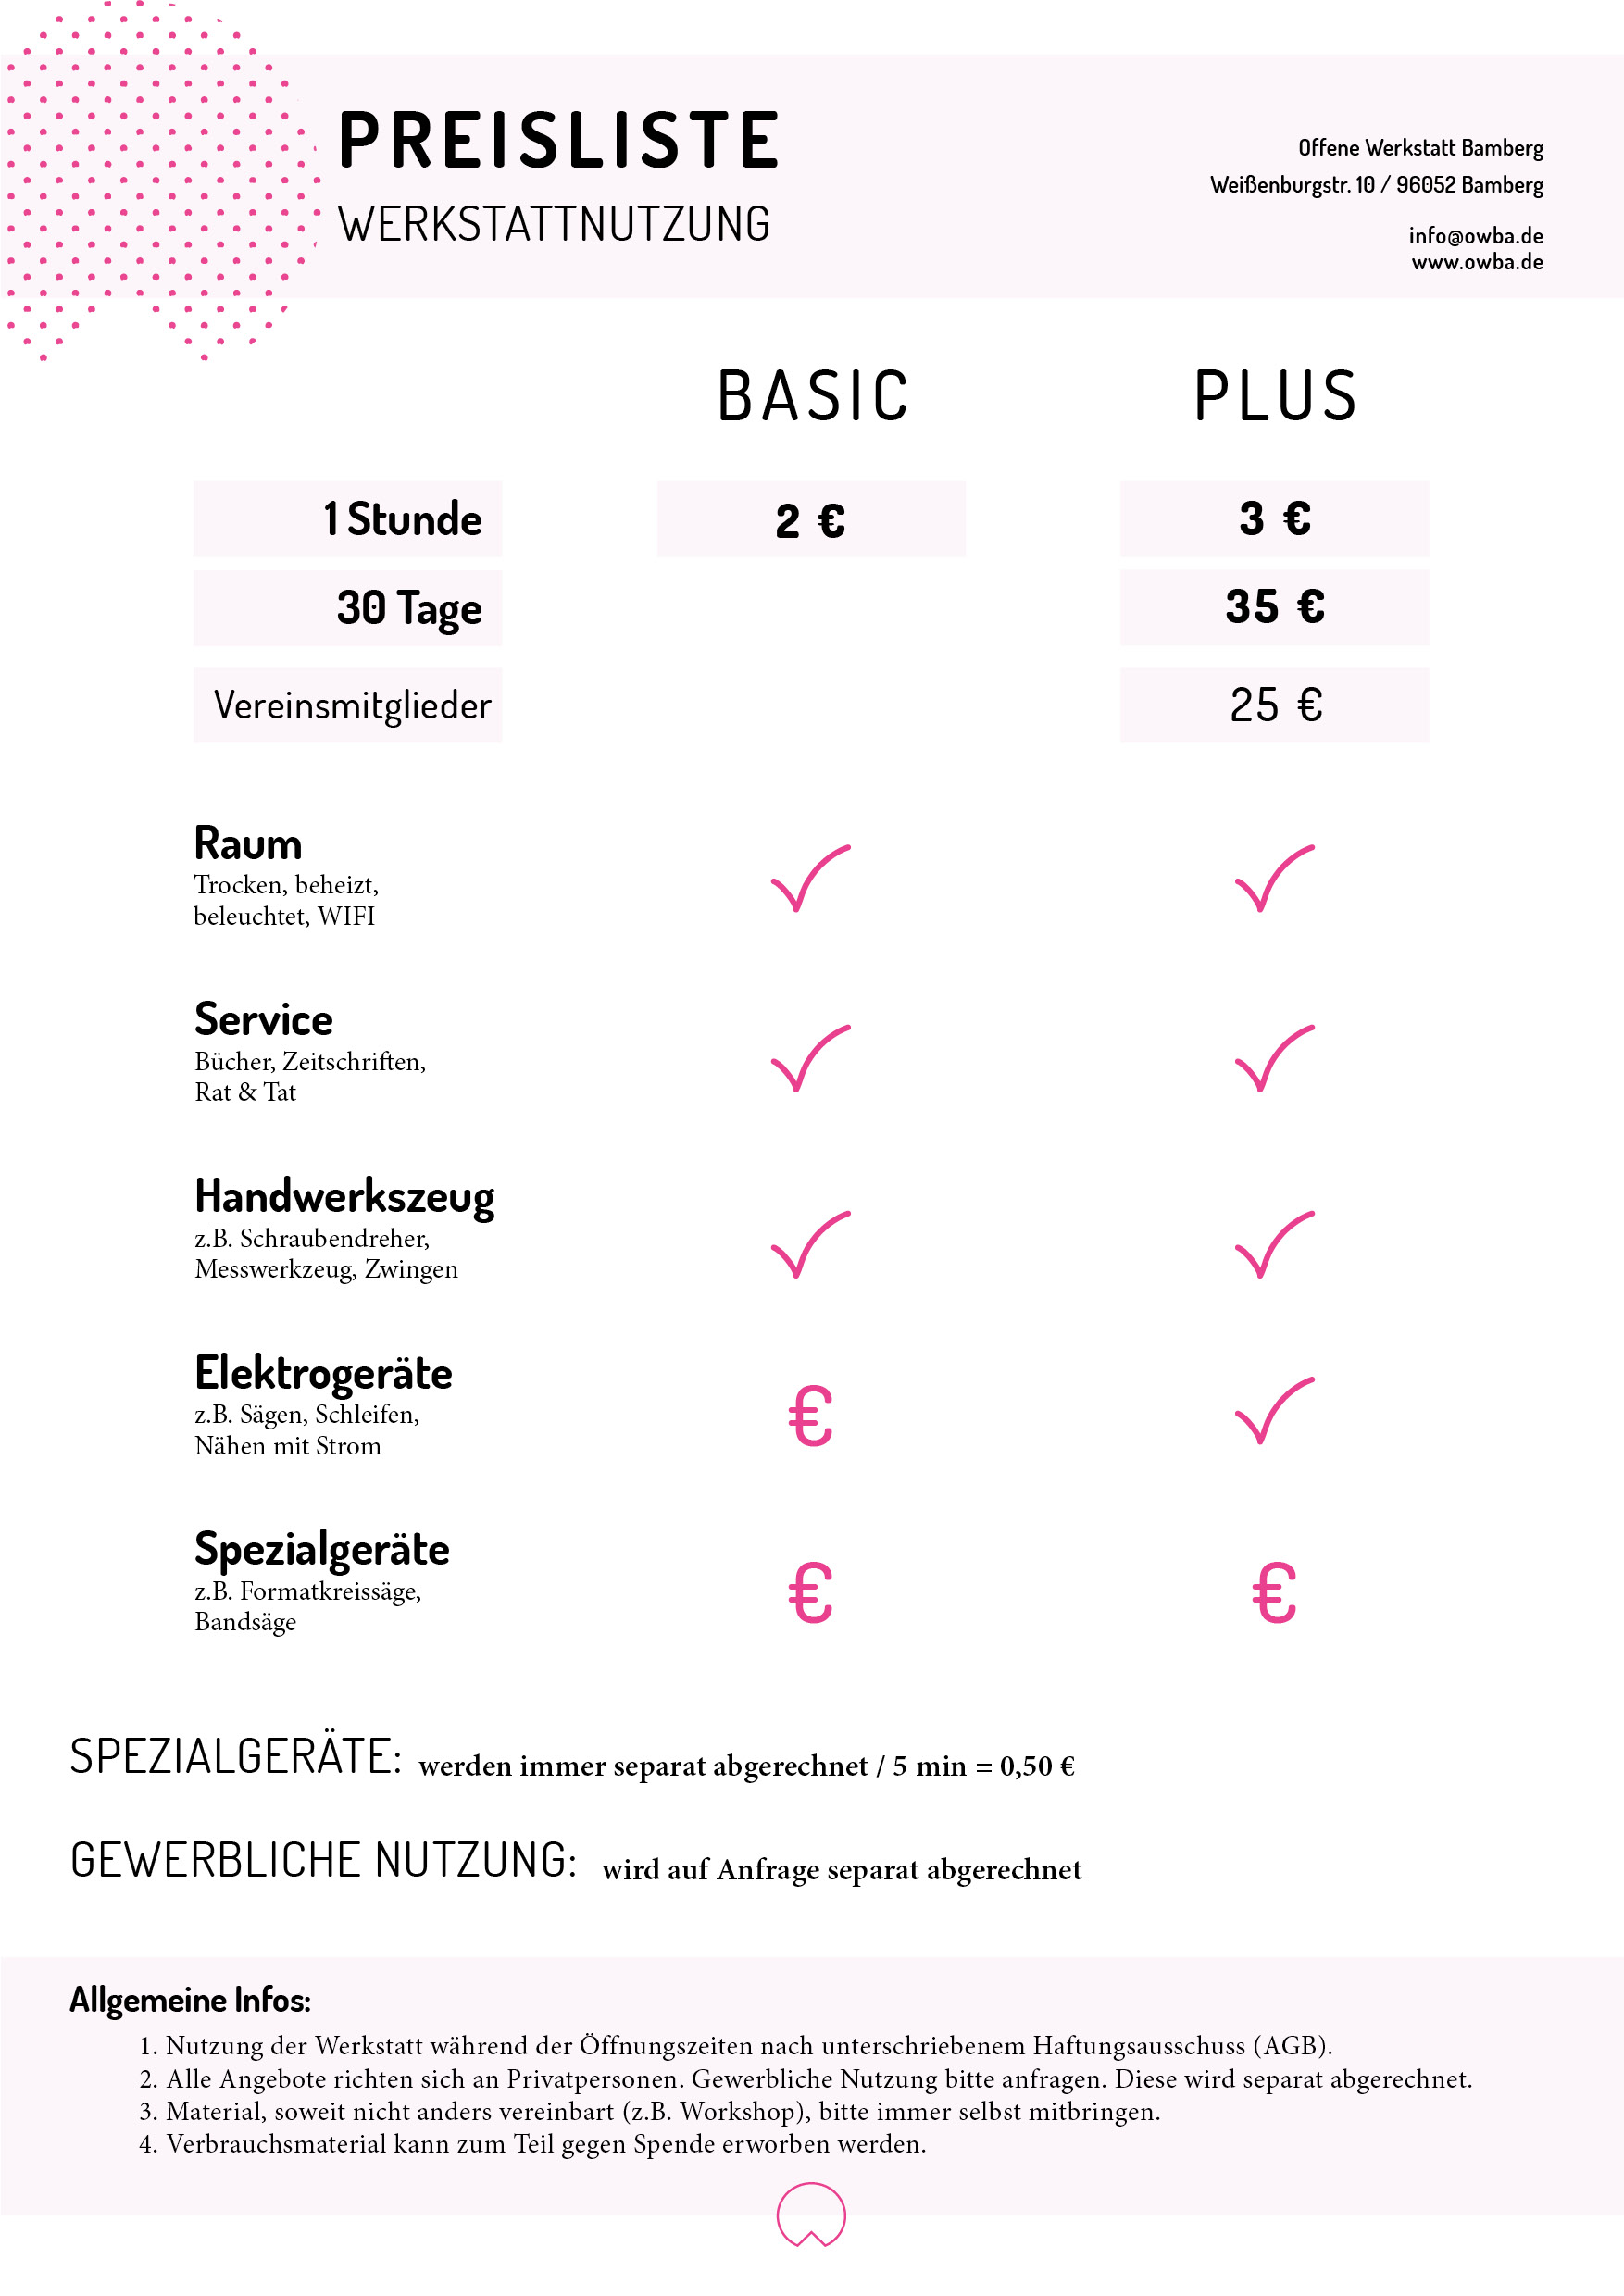 PREISLISTE
WERKSTATTNUTZUNG
Offene Werkstatt Bamberg
Weißenburgstr. 10 / 96052 Bamberg
info@owba.de
www.owba.de
BASIC PLUS
1 Stunde 2 € 3 €
30 Tage 35 €
Vereinsmitglieder 25 €
Raum
Trocken, beheizt,
beleuchtet, WIFI
Service
Bücher, Zeitschriften,
Rat & Tat
Handwerkszeug
z.B. Schraubendreher,
Messwerkzeug, Zwingen
Elektrogeräte
z.B. Sägen, Schleifen,
Nähen mit Strom
€
Spezialgeräte
z.B. Formatkreissäge,
Bandsäge
€ €
SPEZIALGERÄTE: werden immer separat abgerechnet / 5 min = 0,50 €
GEWERBLICHE NUTZUNG: wird auf Anfrage separat abgerechnet
Allgemeine Infos:
1. Nutzung der Werkstatt während der Öffnungszeiten nach unterschriebenem Haftungsausschuss (AGB).
2. Alle Angebote richten sich an Privatpersonen. Gewerbliche Nutzung bitte anfragen. Diese wird separat abgerechnet.
3. Material, soweit nicht anders vereinbart (z.B. Workshop), bitte immer selbst mitbringen.
4. Verbrauchsmaterial kann zum Teil gegen Spende erworben werden.